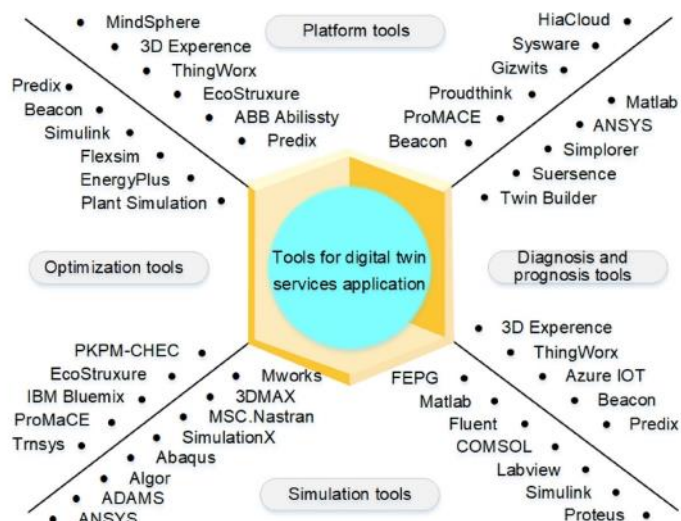 Platform tools
MindSphere
3D Experence
ThingWorx
EcoStruxure
ABB Abilissty
Predix
HiaCloud
Sysware
Gizwits
Proudthink
ProMACE
Beacon
Predix
Beacon
Simulink
Flexsim
EnergyPlus
Plant Simulation
Optimization tools
PKPM-CHEC
EcoStruxure
IBM Bluemix
ProMaCE
Trnsys
Tools for digital twin
services application
Matlab
ANSYS
Simplorer
Suersence
Twin Builder
Diagnosis and
prognosis tools
3D Experence
ThingWorx
Azure IOT
Beacon
Predix
Mworks
3DMAX
MSC.Nastran
SimulationX
Abaqus
Algor
ADAMS
ANSYS
FEPG
Matlab
Fluent
COMSOL
Labview
Simulink
Proteus
Simulation tools